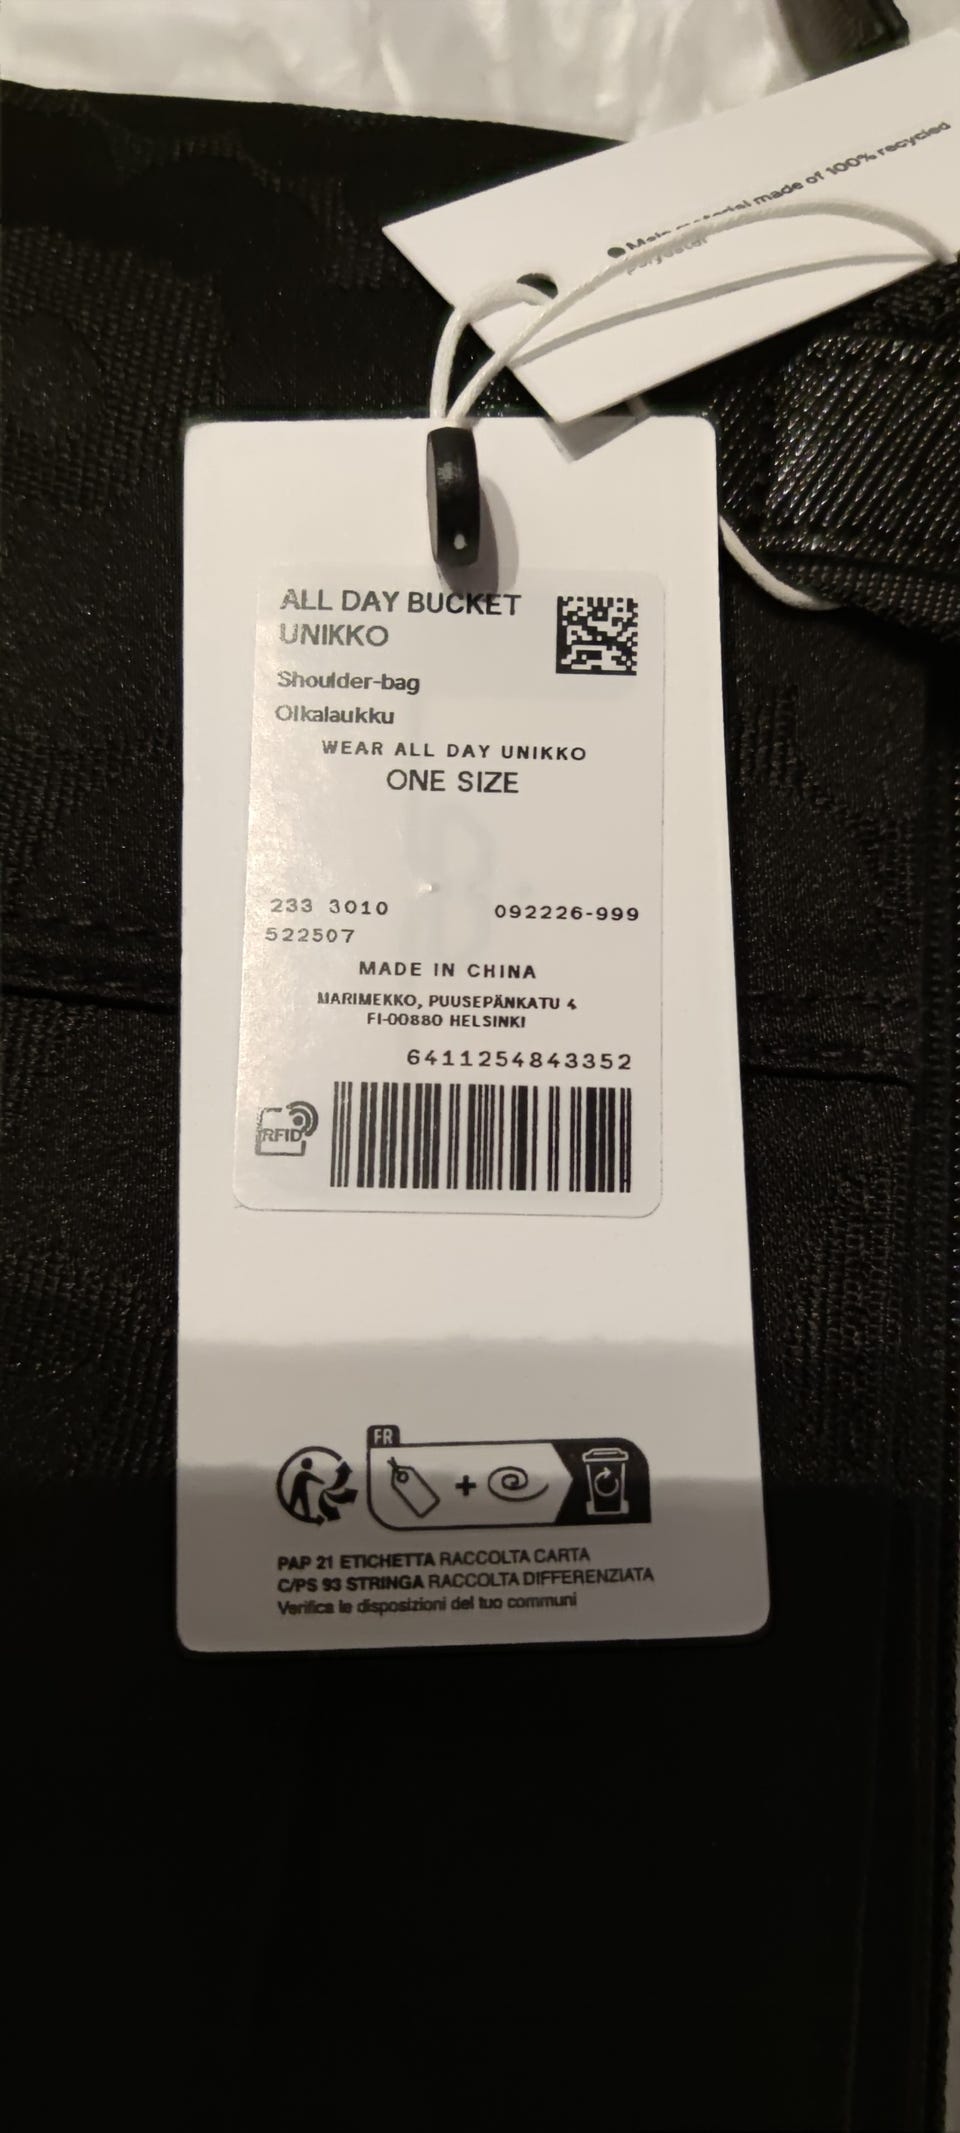 Main material made of 100% recycled
Polyester
ALL DAY BUCKET
UNIKKO
Shoulder-bag
Olkalaukku
WEAR ALL DAY UNIKKO
ONE SIZE
233 3010
092226-999
522507
MADE IN CHINA
MARIMEKKO, PUUSEPÄNKATU 4
FI-00880 HELSINKI
6411254843352
RFID
FR
PAP 21 ETICHETTA RACCOLTA CARTA
C/PS 93 STRINGA RACCOLTA DIFFERENZIATA
Verifica le disposizioni del tuo communi